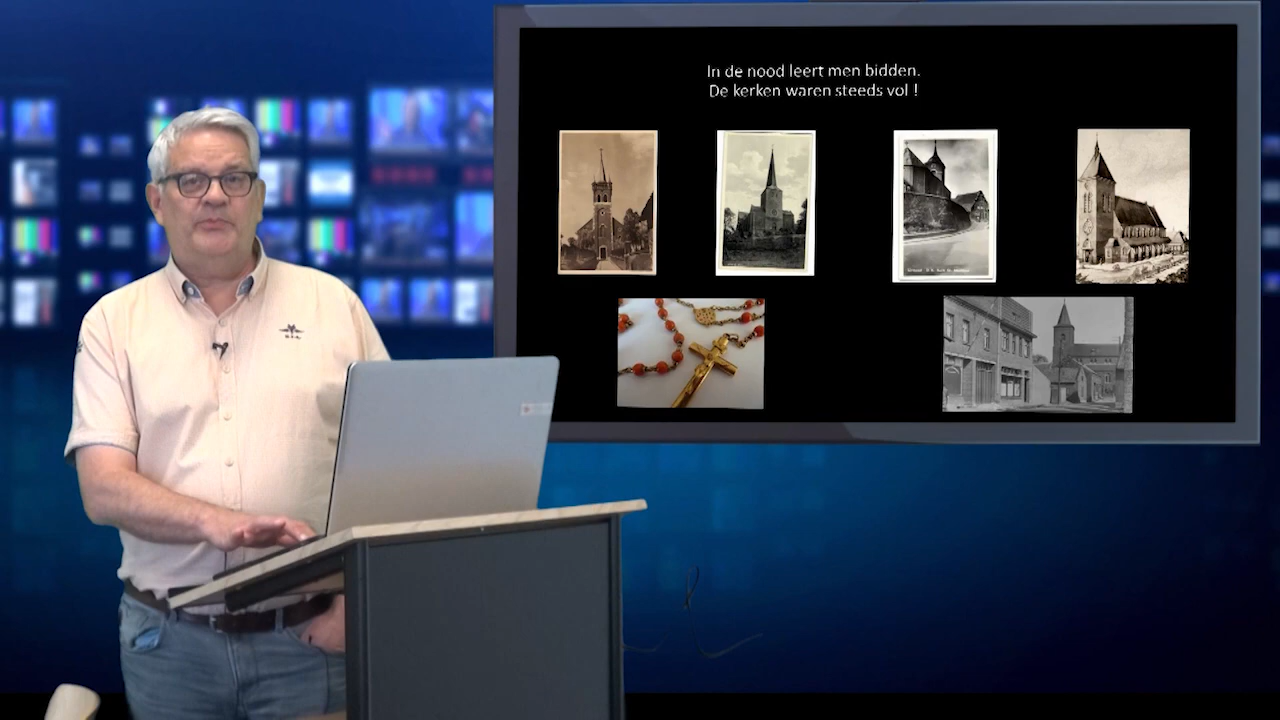 In de nood leert men bidden.
De kerken waren steeds vol !